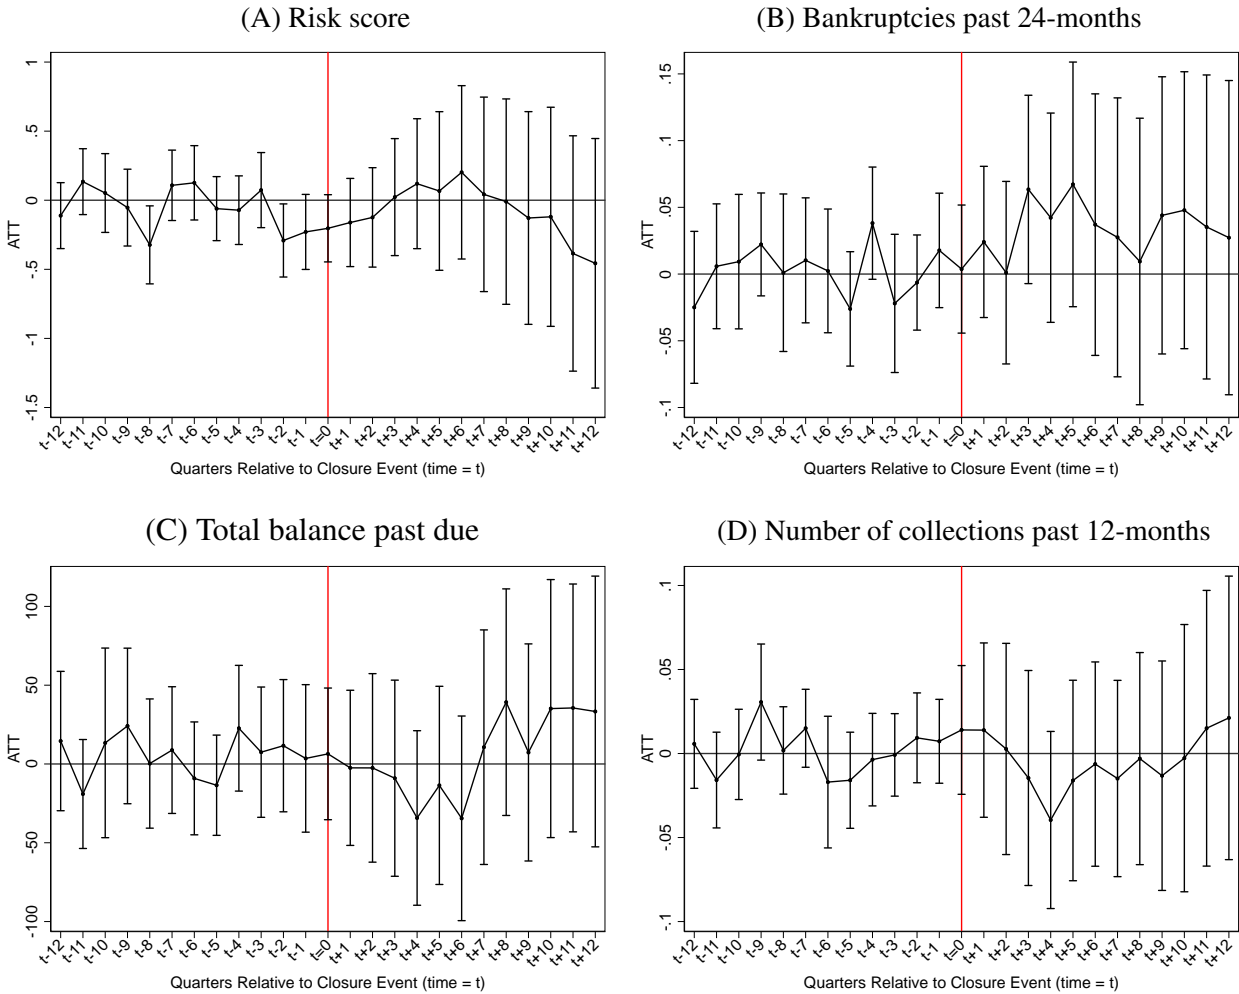 (A) Risk score
ATT
1
.5
0
-.5
-1
-1.5
t-12 t-11 t-10 t-9 t-8 t-7 t-6 t-5 t-4 t-3 t-2 t-1 t=0 t+1 t+2 t+3 t+4 t+5 t+6 t+7 t+8 t+9 t+10 t+11 t+12
Quarters Relative to Closure Event (time = t)
(B) Bankruptcies past 24-months
ATT
.15
.1
.05
0
-.05
-.1
t-12 t-11 t-10 t-9 t-8 t-7 t-6 t-5 t-4 t-3 t-2 t-1 t=0 t+1 t+2 t+3 t+4 t+5 t+6 t+7 t+8 t+9 t+10 t+11 t+12
Quarters Relative to Closure Event (time = t)
(C) Total balance past due
ATT
100
50
0
-50
-100
t-12 t-11 t-10 t-9 t-8 t-7 t-6 t-5 t-4 t-3 t-2 t-1 t=0 t+1 t+2 t+3 t+4 t+5 t+6 t+7 t+8 t+9 t+10 t+11 t+12
Quarters Relative to Closure Event (time = t)
(D) Number of collections past 12-months
ATT
.1
.05
0
-.05
-.1
t-12 t-11 t-10 t-9 t-8 t-7 t-6 t-5 t-4 t-3 t-2 t-1 t=0 t+1 t+2 t+3 t+4 t+5 t+6 t+7 t+8 t+9 t+10 t+11 t+12
Quarters Relative to Closure Event (time = t)